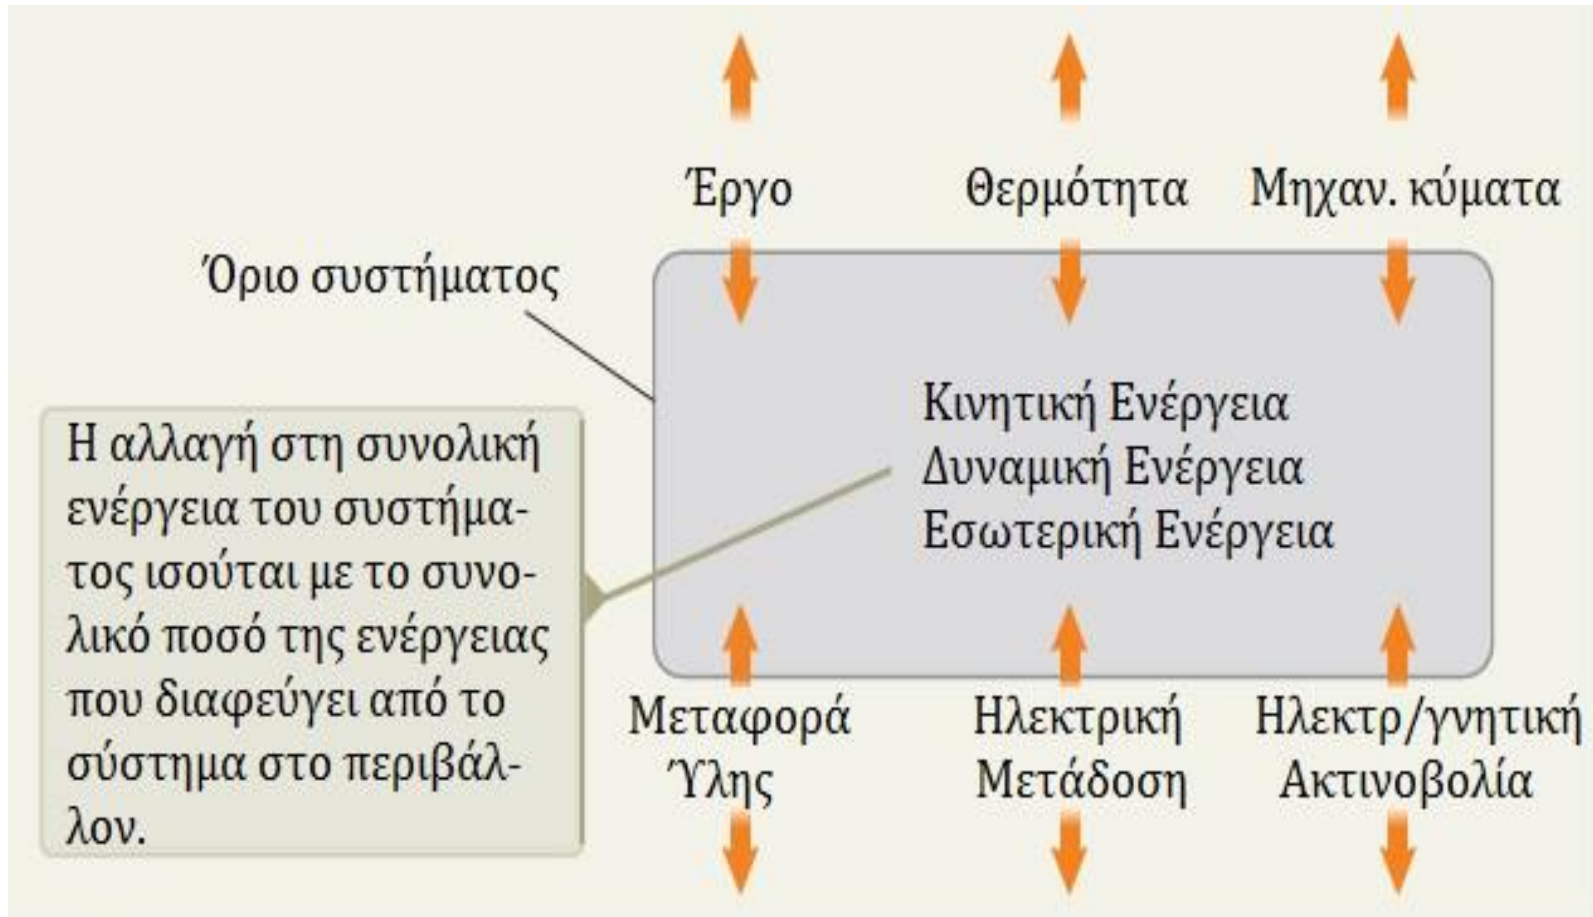 Έργο
Θερμότητα
Μηχαν. κύματα
Όριο συστήματος
Κινητική Ενέργεια
Δυναμική Ενέργεια
Εσωτερική Ενέργεια
Η αλλαγή στη συνολική
ενέργεια του συστήμα-
τος ισούται με το συνο-
λικό ποσό της ενέργειας
που διαφεύγει από το
σύστημα στο περιβάλ-
λον.
Μεταφορά
Ύλης
Ηλεκτρική
Μετάδοση
Ηλεκτρ/γνητική
Ακτινοβολία